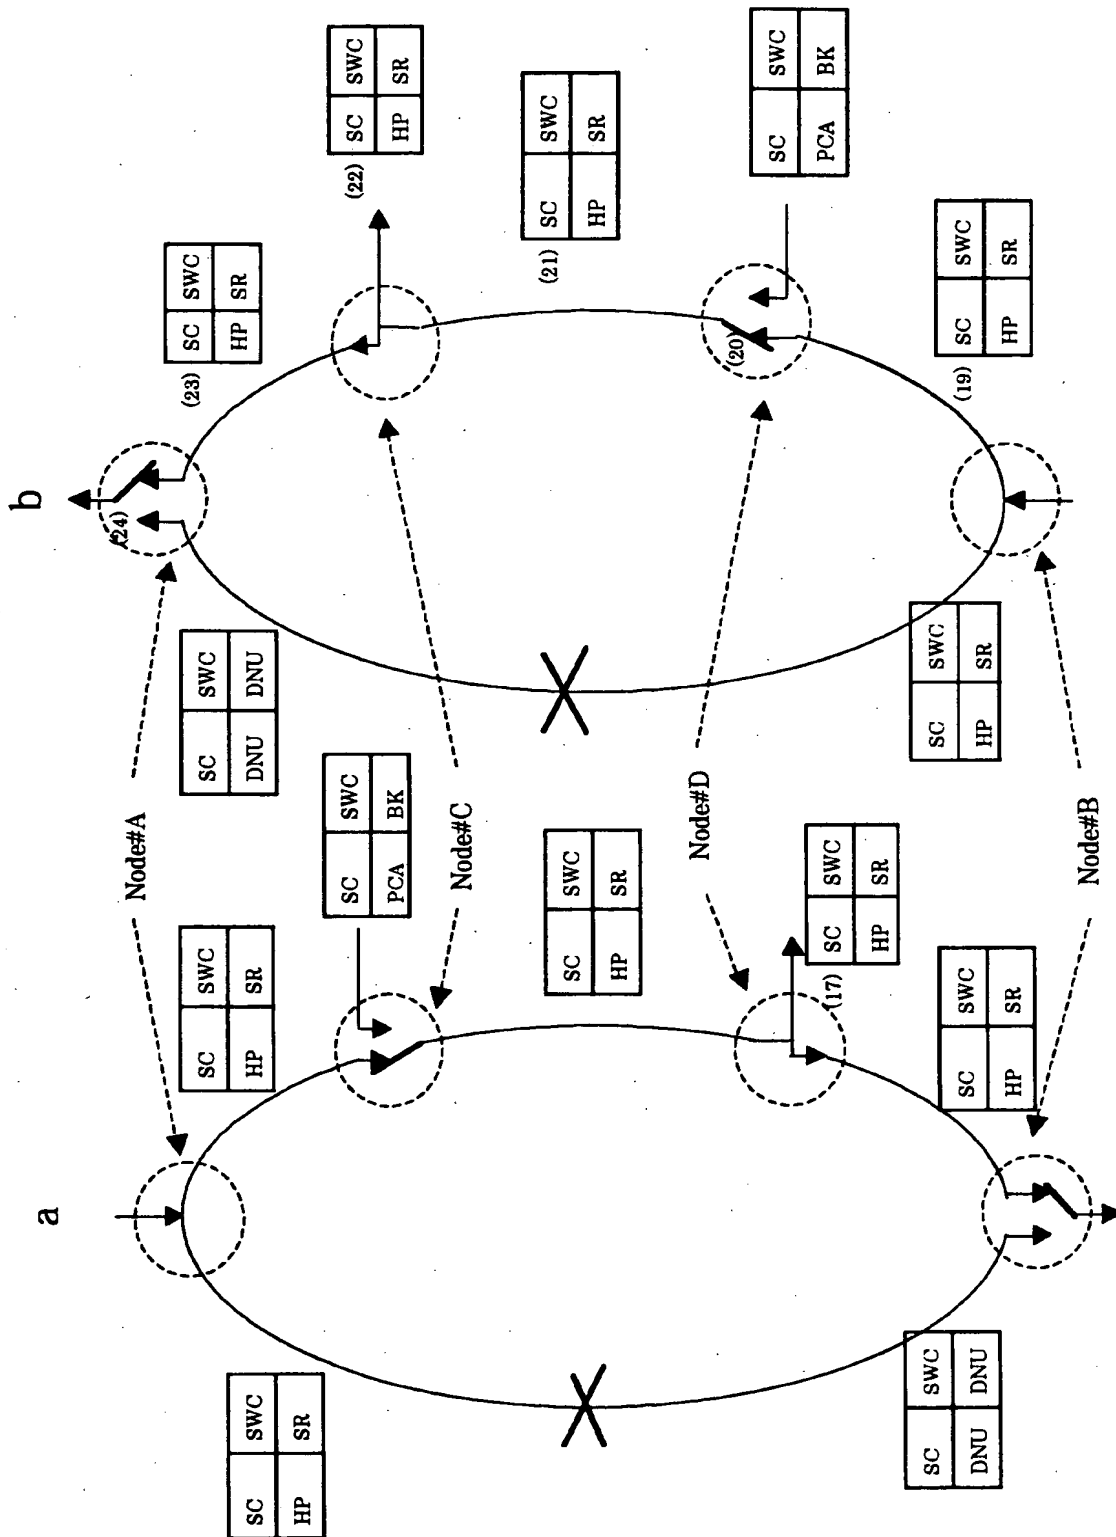 a
SC SWC
HP SR
SC SWC
DNU DNU
SC SWC
HP SR
SC SWC
PCA BK
SC SWC
HP SR
(17)
SC SWC
HP SR
SC SWC
HP SR
Node#A
Node#C
Node#D
Node#B
b
SC SWC
DNU DNU
SC SWC
HP SR
(24)
(23)
SC SWC
HP SR
(22)
SC SWC
HP SR
(21)
SC SWC
HP SR
(20)
SC SWC
PCA BK
(19)
SC SWC
HP SR